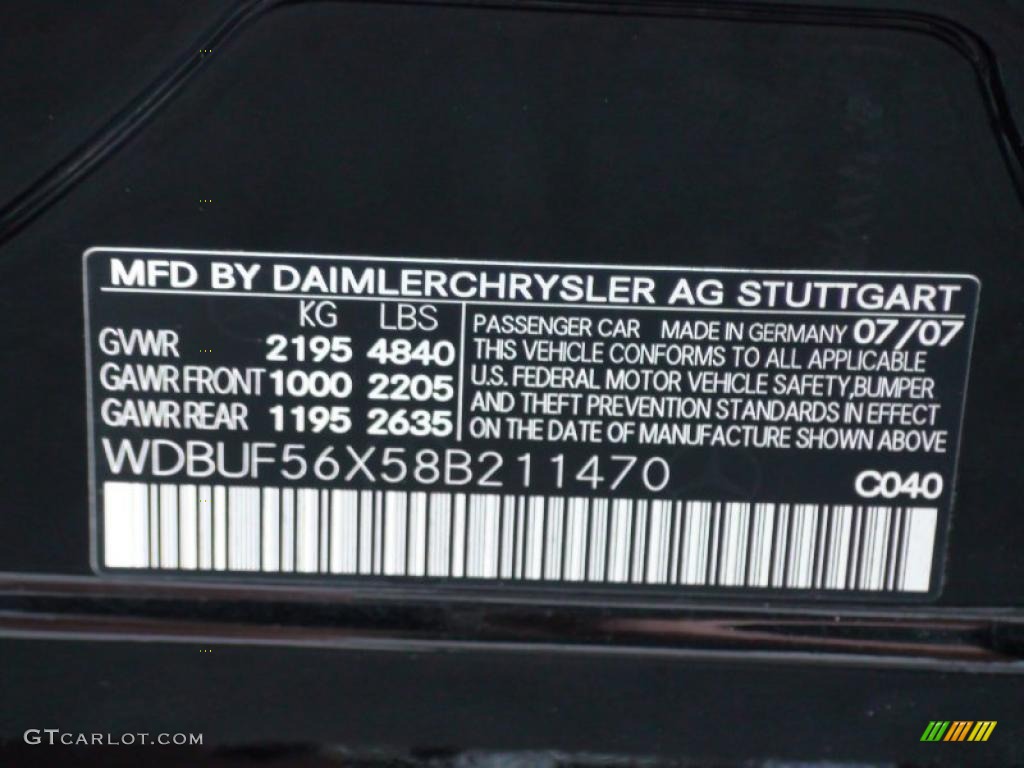 MFD BY DAIMLERCHRYSLER AG STUTTGART
KG LBS
GVWR 2195 4840
GAWR FRONT 1000 2205
GAWR REAR 1195 2635
PASSENGER CAR MADE IN GERMANY 07/07
THIS VEHICLE CONFORMS TO ALL APPLICABLE
U.S. FEDERAL MOTOR VEHICLE SAFETY,BUMPER
AND THEFT PREVENTION STANDARDS IN EFFECT
ON THE DATE OF MANUFACTURE SHOWN ABOVE
WDBUF56X58B211470
C040
GTCARLOT.COM